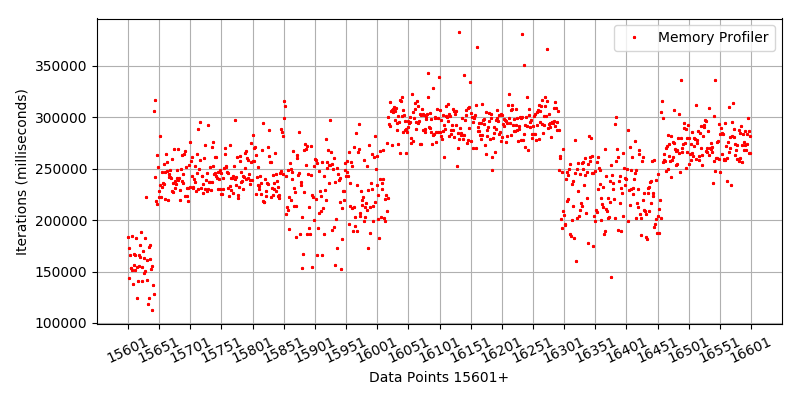 Memory Profiler
Iterations (milliseconds)
350000
300000
250000
200000
150000
100000
15601 15651 15701 15751 15801 15851 15901 15951 16001 16051 16101 16151 16201 16251 16301 16351 16401 16451 16501 16551 16601
Data Points 15601+